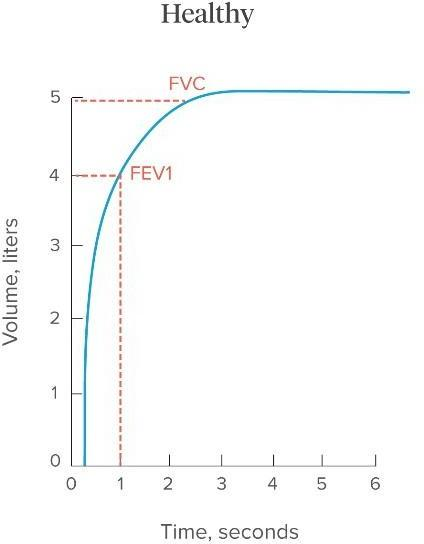 Healthy
FVC
5
4
FEV1
3
2
1
0
0 1 2 3 4 5 6
Volume, liters
Time, seconds